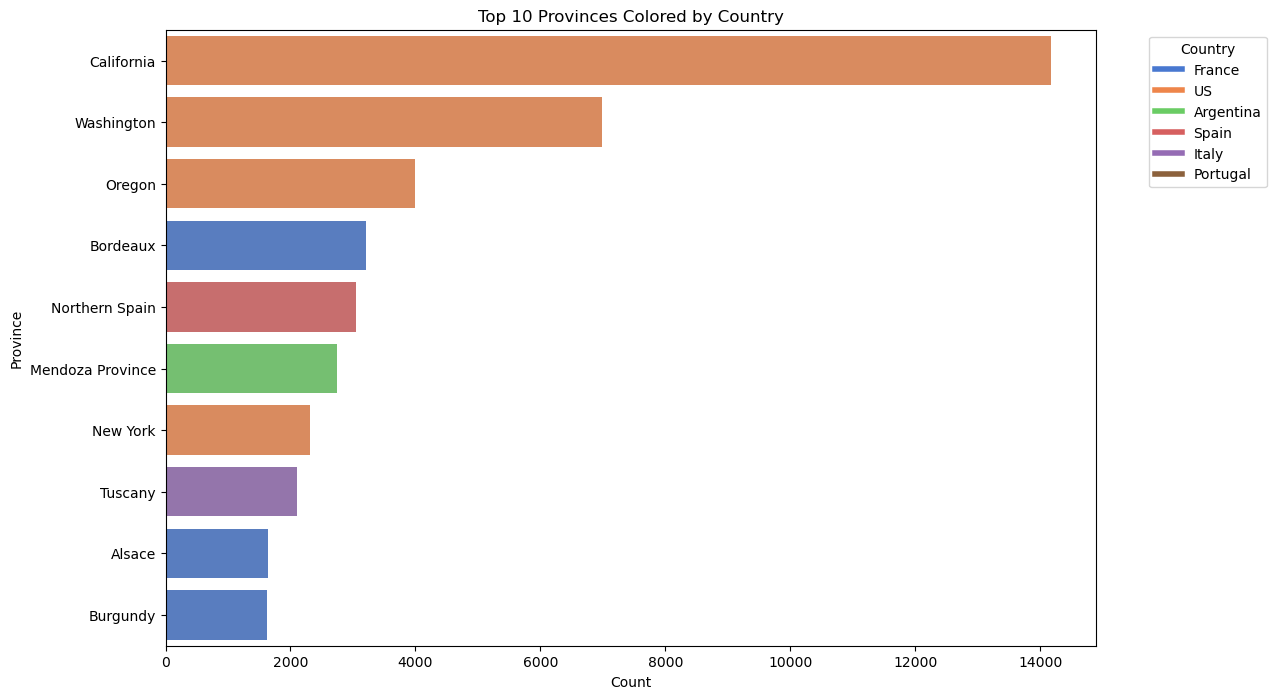 Top 10 Provinces Colored by Country
Province
California
Washington
Oregon
Bordeaux
Northern Spain
Mendoza Province
New York
Tuscany
Alsace
Burgundy
0 2000 4000 6000 8000 10000 12000 14000
Count
Country
France
US
Argentina
Spain
Italy
Portugal